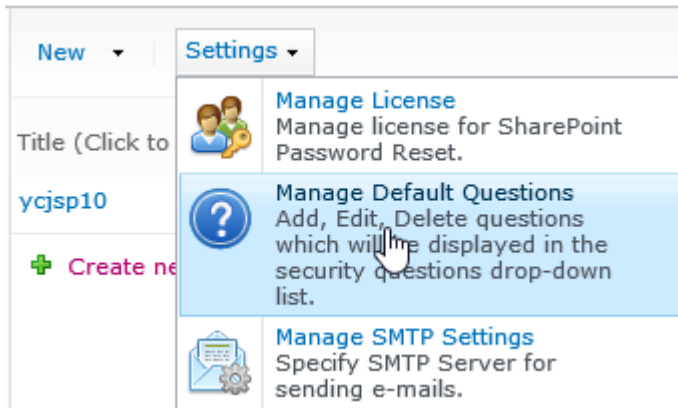 New Settings
Manage License
Manage license for SharePoint
Password Reset.
Title (Click to
Manage Default Questions
Add, Edit, Delete questions
which will be displayed in the
security questions drop-down
list.
ycjsp10
Create ne
Manage SMTP Settings
Specify SMTP Server for
sending e-mails.